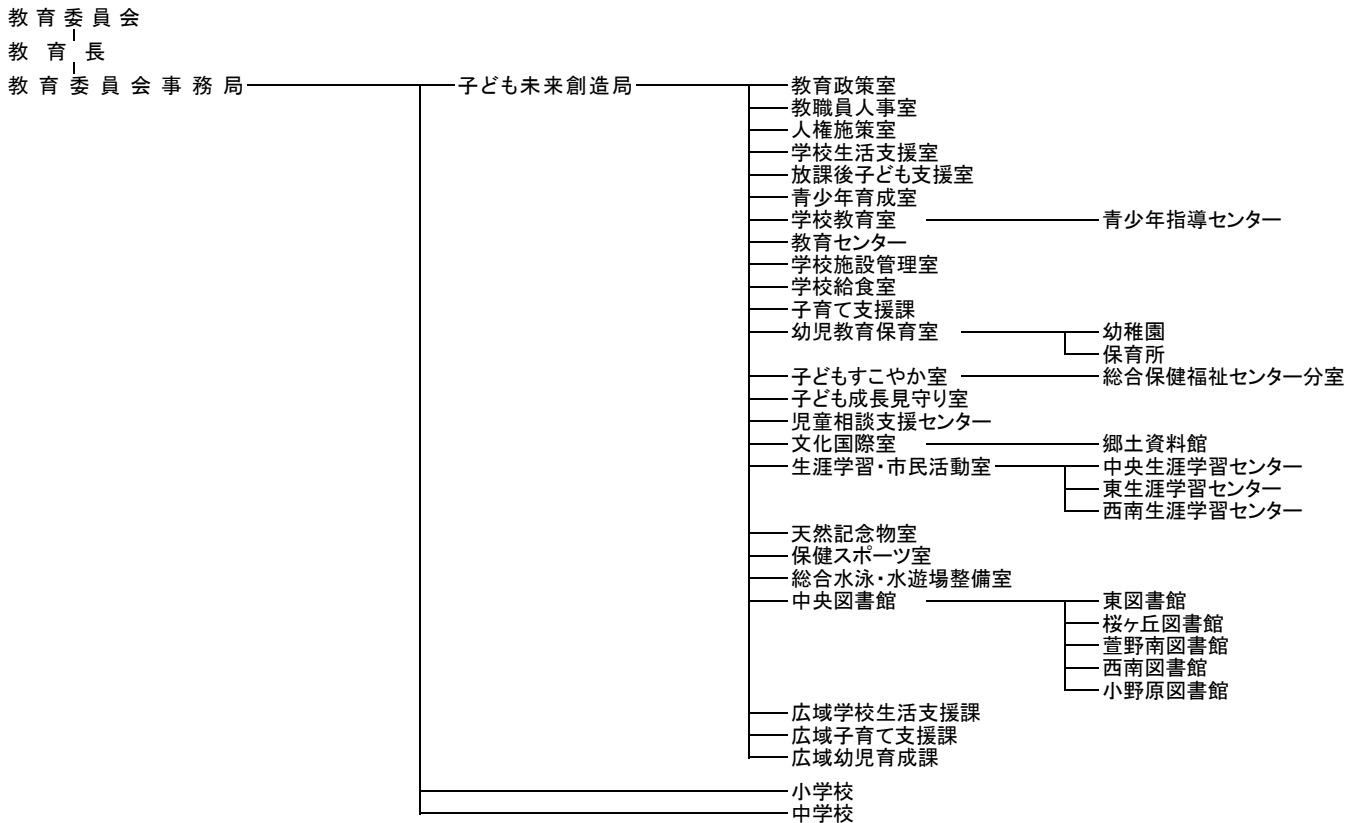 教育委員会
教育長
教育委員会事務局 子ども未来創造局 教育政策室
教職員人事室
人権施策室
学校生活支援室
放課後子ども支援室
青少年育成室
学校教育室 青少年指導センター
教育センター
学校施設管理室
学校給食室
子育て支援課
幼児教育保育室 幼稚園
保育所
子どもすこやか室 総合保健福祉センター分室
子ども成長見守り室
児童相談支援センター
文化国際室 郷土資料館
生涯学習・市民活動室 中央生涯学習センター
東生涯学習センター
西南生涯学習センター
天然記念物室
保健スポーツ室
総合水泳・水遊場整備室
中央図書館 東図書館
桜ヶ丘図書館
萱野南図書館
西南図書館
小野原図書館
広域学校生活支援課
広域子育て支援課
広域幼児育成課
小学校
中学校